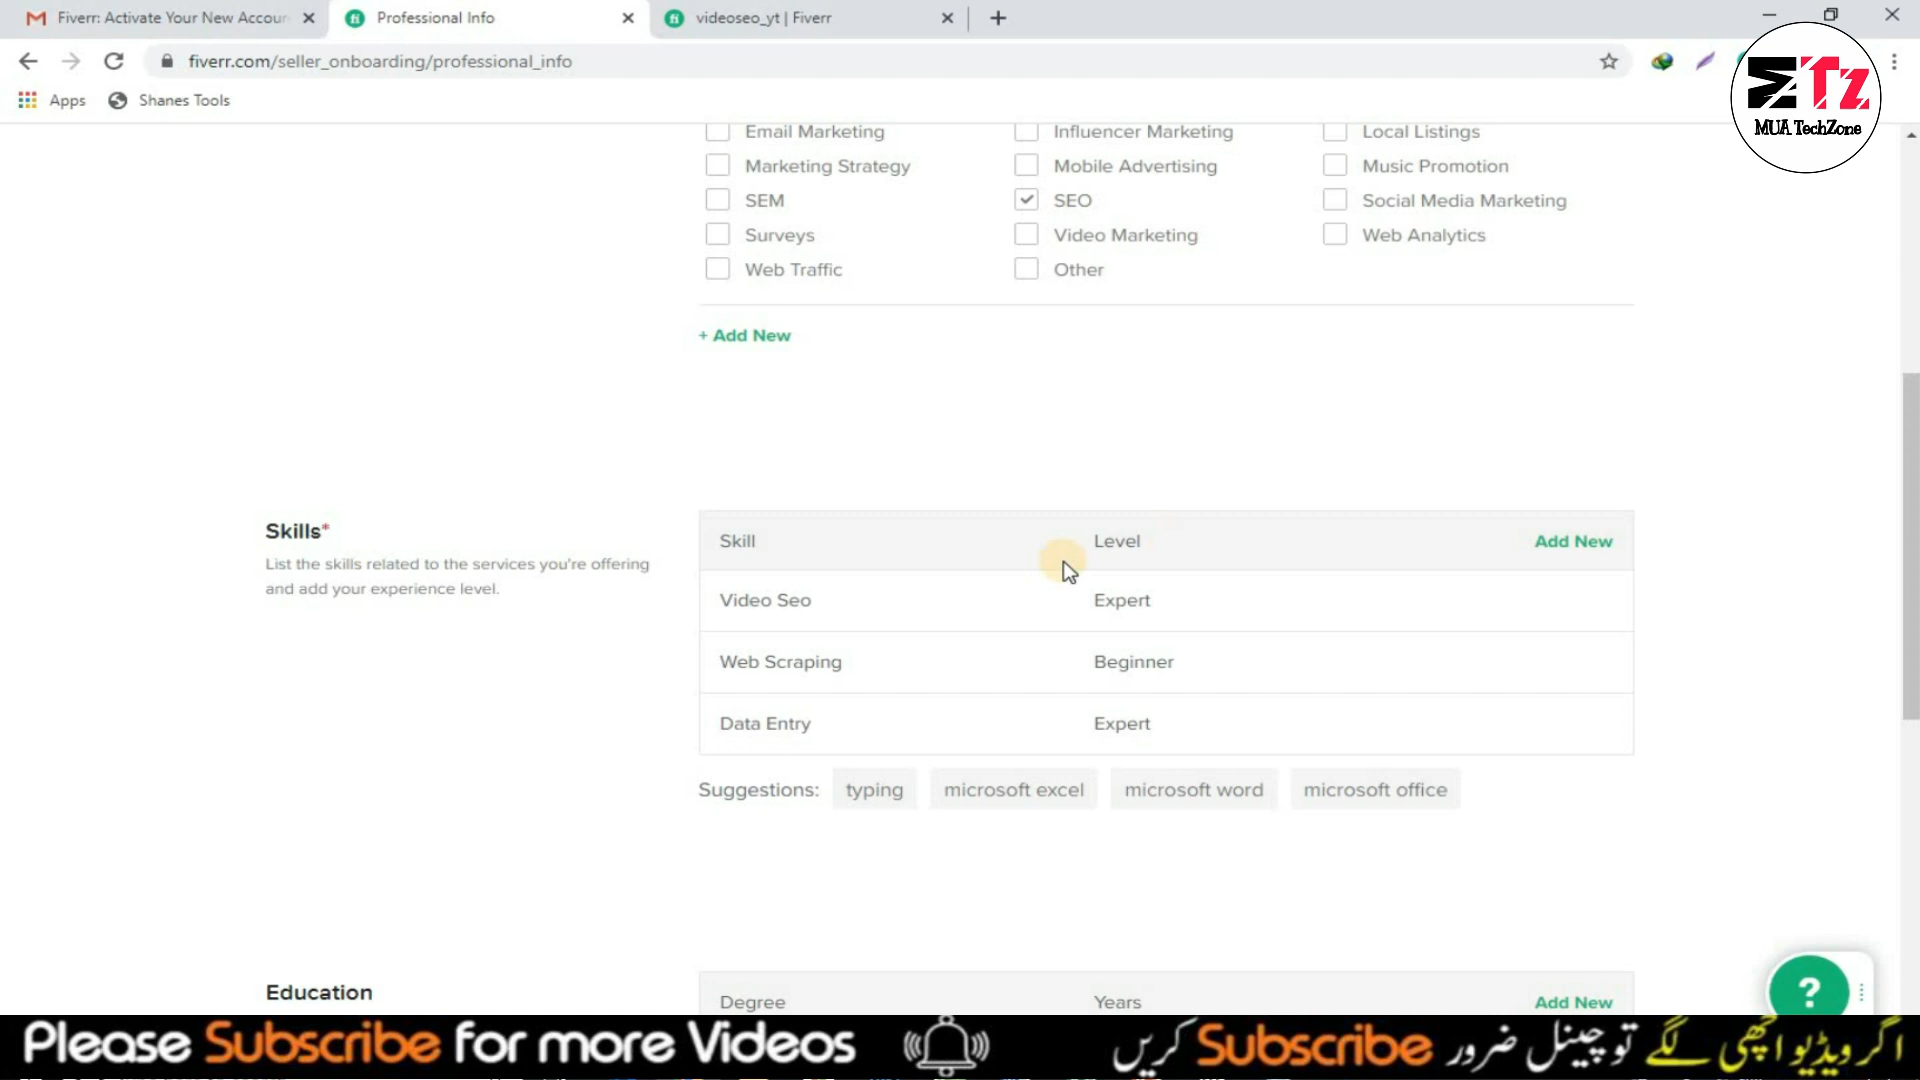 Fiverr: Activate Your New Accoun
Professional Info
videoseo_yt | Fiverr
fiverr.com/seller_onboarding/professional_info
Apps
Shanes Tools
MTz
MUA TechZone
Email Marketing
Influencer Marketing
Local Listings
Marketing Strategy
Mobile Advertising
Music Promotion
SEM
SEO
Social Media Marketing
Surveys
Video Marketing
Web Analytics
Web Traffic
Other
+ Add New
Skills*
List the skills related to the services you're offering
and add your experience level.
Skill
Level
Add New
Video Seo
Expert
Web Scraping
Beginner
Data Entry
Expert
Suggestions:
typing
microsoft excel
microsoft word
microsoft office
Education
Degree
Years
Add New
?
Please Subscribe for more Videos
اگر ویڈیو اچھی لگے تو چینل ضرور Subscribe کریں